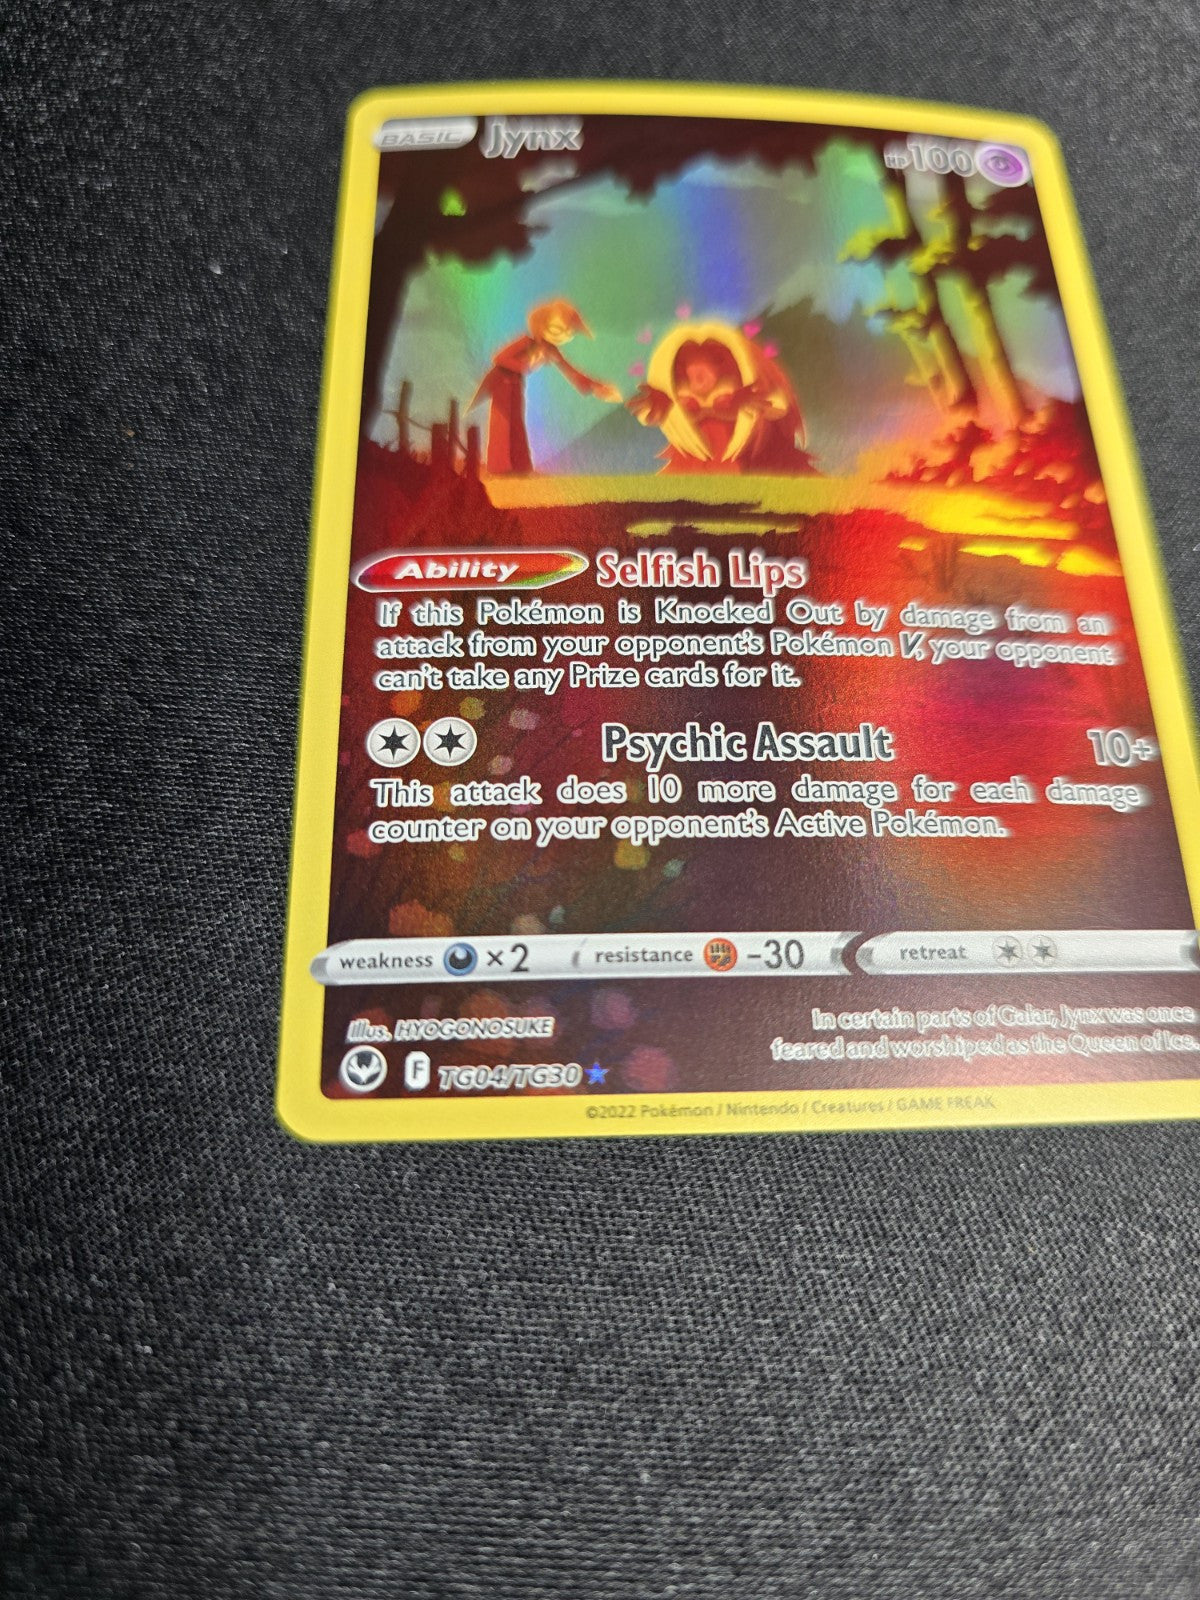 BASIC Jynx HP 100
Ability Selfish Lips
If this Pokémon is Knocked Out by damage from an
attack from your opponent's Pokémon V, your opponent
can't take any Prize cards for it.
Psychic Assault 10+
This attack does 10 more damage for each damage
counter on your opponent's Active Pokémon.
weakness ×2 resistance -30 retreat
Illus. HYOGONOSUKE
In certain parts of Galar, Jynx was once
feared and worshiped as the Queen of Ice.
F TG04/TG30
©2022 Pokémon / Nintendo / Creatures / GAME FREAK